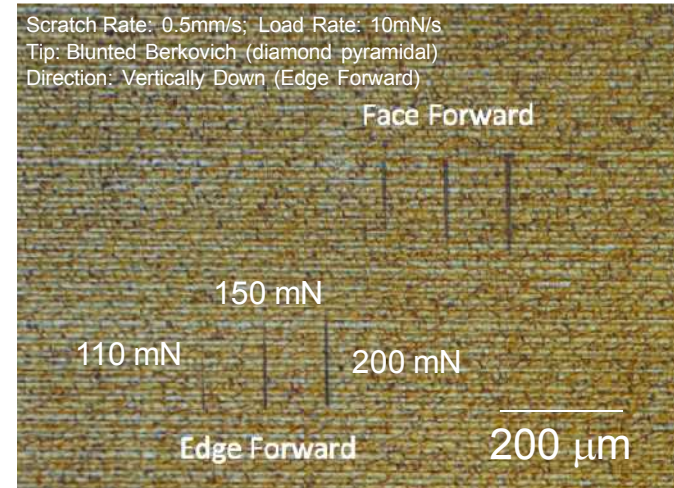 Scratch Rate: 0.5mm/s; Load Rate: 10mN/s
Tip: Blunted Berkovich (diamond pyramidal)
Direction: Vertically Down (Edge Forward)
Face Forward
150 mN
110 mN
200 mN
Edge Forward
200 μm